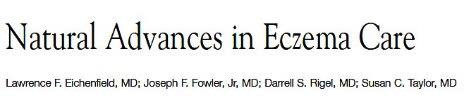 Natural Advances in Eczema Care
Lawrence F. Eichenfield, MD; Joseph F. Fowler, Jr, MD; Darrell S. Rigel, MD; Susan C. Taylor, MD